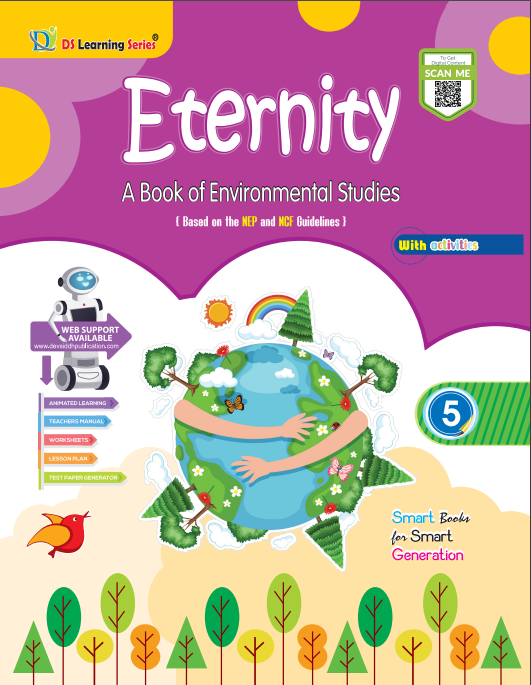 DS Learning Series®
To Get
Digital Content
SCAN ME
Eternity
A Book of Environmental Studies
{ Based on the NEP and NCF Guidelines }
With activities
WEB SUPPORT
AVAILABLE
www.devsiddhipublication.com
ANIMATED LEARNING
TEACHERS MANUAL
WORKSHEETS
LESSON PLAN
TEST PAPER GENERATOR
5
Smart Books
for Smart
Generation